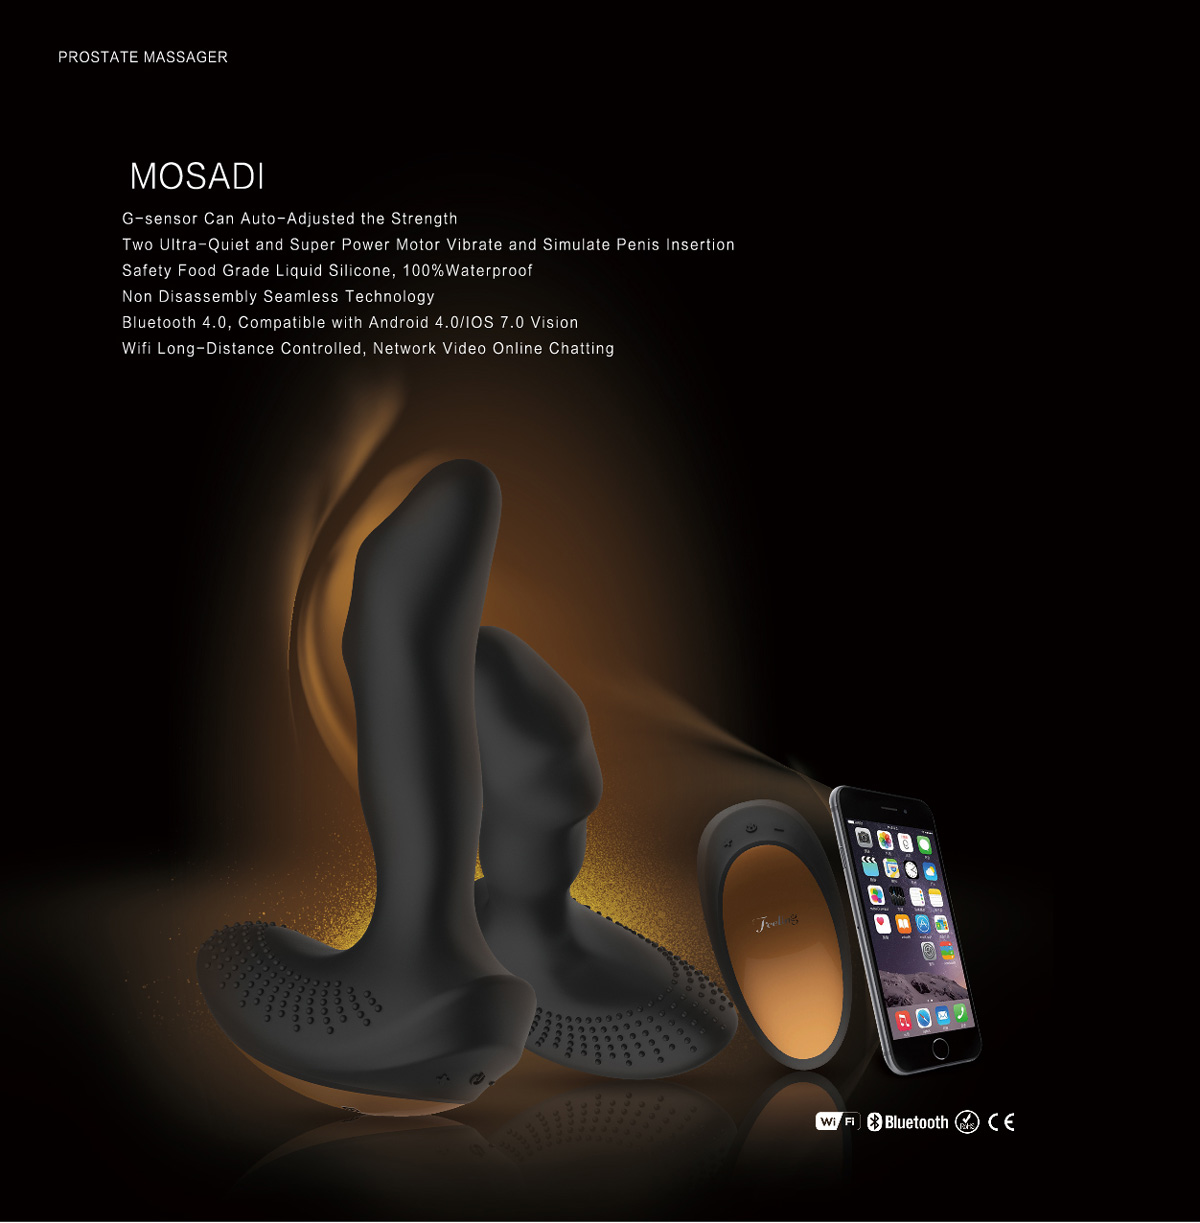 PROSTATE MASSAGER
MOSADI
G-sensor Can Auto-Adjusted the Strength
Two Ultra-Quiet and Super Power Motor Vibrate and Simulate Penis Insertion
Safety Food Grade Liquid Silicone, 100%Waterproof
Non Disassembly Seamless Technology
Bluetooth 4.0, Compatible with Android 4.0/IOS 7.0 Vision
Wifi Long-Distance Controlled, Network Video Online Chatting
Feeling
Wi Fi Bluetooth RoHS CE